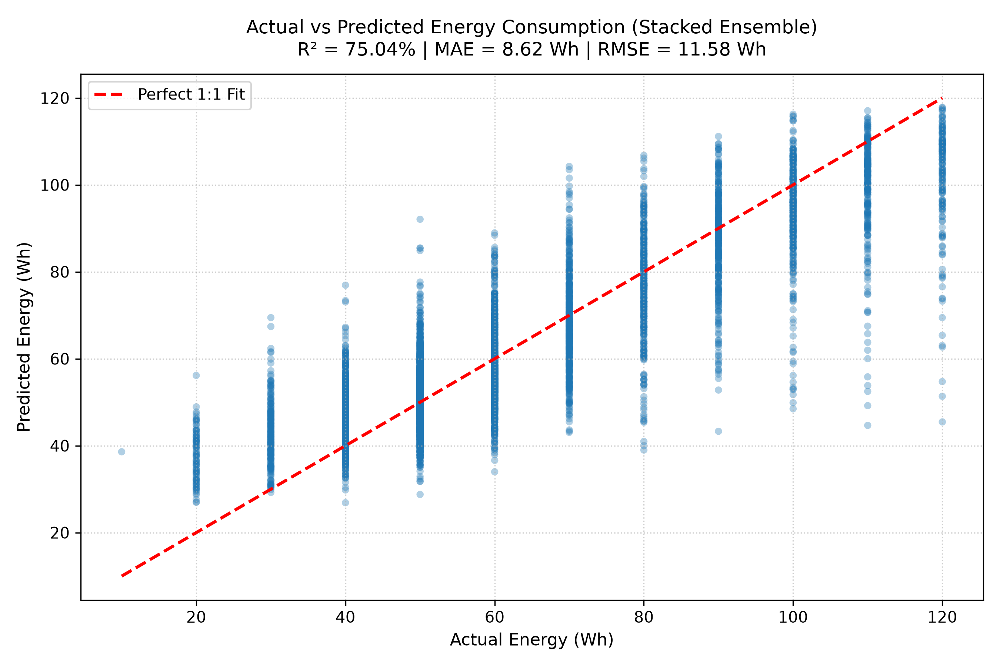 Actual vs Predicted Energy Consumption (Stacked Ensemble)
R² = 75.04% | MAE = 8.62 Wh | RMSE = 11.58 Wh
Perfect 1:1 Fit
Predicted Energy (Wh)
120
100
80
60
40
20
20 40 60 80 100 120
Actual Energy (Wh)